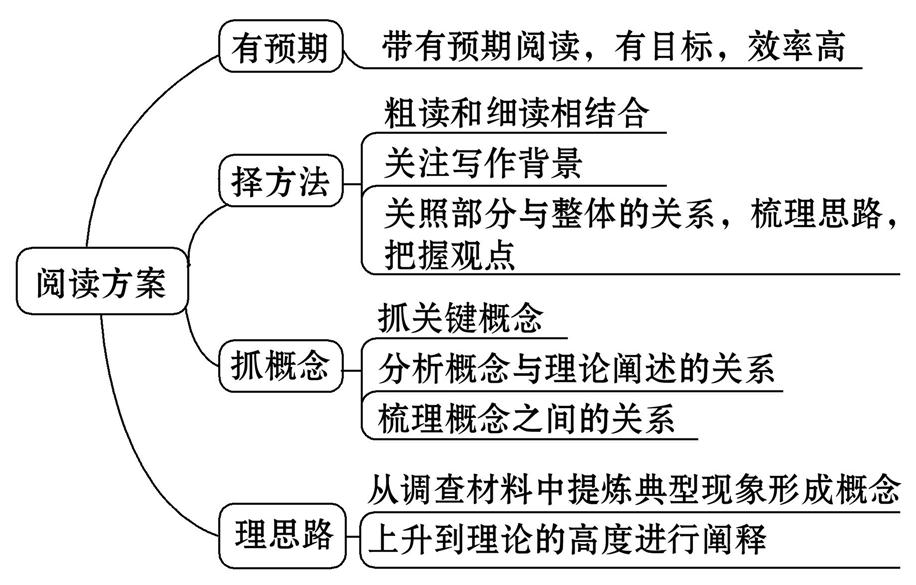 有预期
带有预期阅读，有目标，效率高
粗读和细读相结合
择方法
关注写作背景
关照部分与整体的关系，梳理思路，
把握观点
阅读方案
抓关键概念
抓概念
分析概念与理论阐述的关系
梳理概念之间的关系
从调查材料中提炼典型现象形成概念
理思路
上升到理论的高度进行阐释